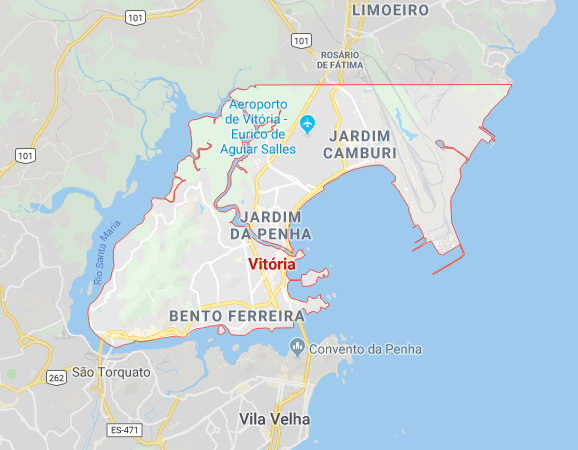 LIMOEIRO
101
101
ROSÁRIO
DE FÁTIMA
Aeroporto
de Vitória -
Eurico de
Aguiar Salles
JARDIM
CAMBURI
101
JARDIM
DA PENHA
Rio Santa Maria
Vitória
BENTO FERREIRA
Convento da Penha
São Torquato
262
Vila Velha
ES-471